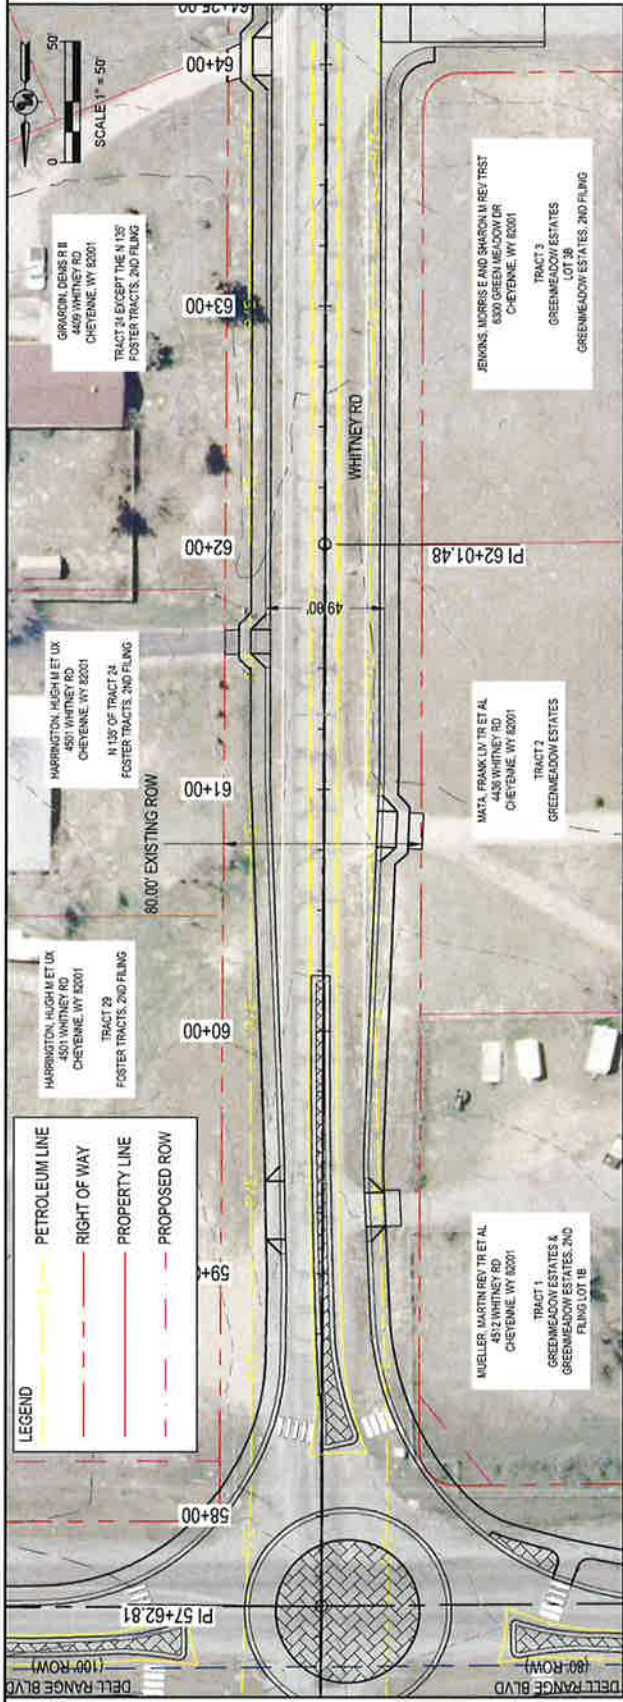 64+25.00
64+00
50'
0
SCALE 1" = 50'
GIRARDIN, DENIS R III
4409 WHITNEY RD
CHEYENNE, WY 82001
TRACT 24 EXCEPT THE N 135'
FOSTER TRACTS, 2ND FILING
63+00
JENKINS, MORRIS E AND SHARON M REV TRST
6300 GREEN MEADOW DR
CHEYENNE, WY 82001
TRACT 3
GREENMEADOW ESTATES
LOT 3B
GREENMEADOW ESTATES, 2ND FILING
WHITNEY RD
62+00
PI 62+01.48
49.80'
HARRINGTON, HUGH M ET UX
4501 WHITNEY RD
CHEYENNE, WY 82001
N 135' OF TRACT 24
FOSTER TRACTS, 2ND FILING
61+00
80.00' EXISTING ROW
MATA, FRANK LIV TR ET AL
4436 WHITNEY RD
CHEYENNE, WY 82001
TRACT 2
GREENMEADOW ESTATES
HARRINGTON, HUGH M ET UX
4501 WHITNEY RD
CHEYENNE, WY 82001
TRACT 29
FOSTER TRACTS, 2ND FILING
60+00
LEGEND
PETROLEUM LINE
RIGHT OF WAY
PROPERTY LINE
PROPOSED ROW
59+0
MUELLER, MARTIN REV TR ET AL
4512 WHITNEY RD
CHEYENNE, WY 82001
TRACT 1
GREENMEADOW ESTATES &
GREENMEADOW ESTATES, 2ND
FILING LOT 1B
58+00
PI 57+62.81
DELL RANGE BLVD
(100' ROW)
DELL RANGE BLVD
(80' ROW)